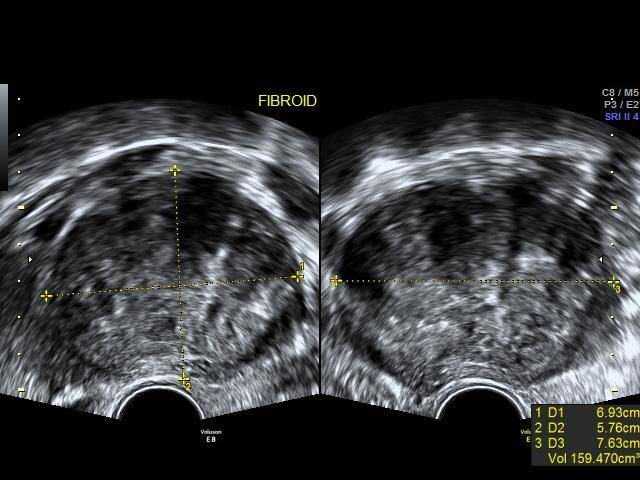 FIBROID
C8 / M5
P3 / E2
SRI II 4
1
2
3
Voluson
E8
1 D1 6.93cm
2 D2 5.76cm
3 D3 7.63cm
Vol 159.470cm³